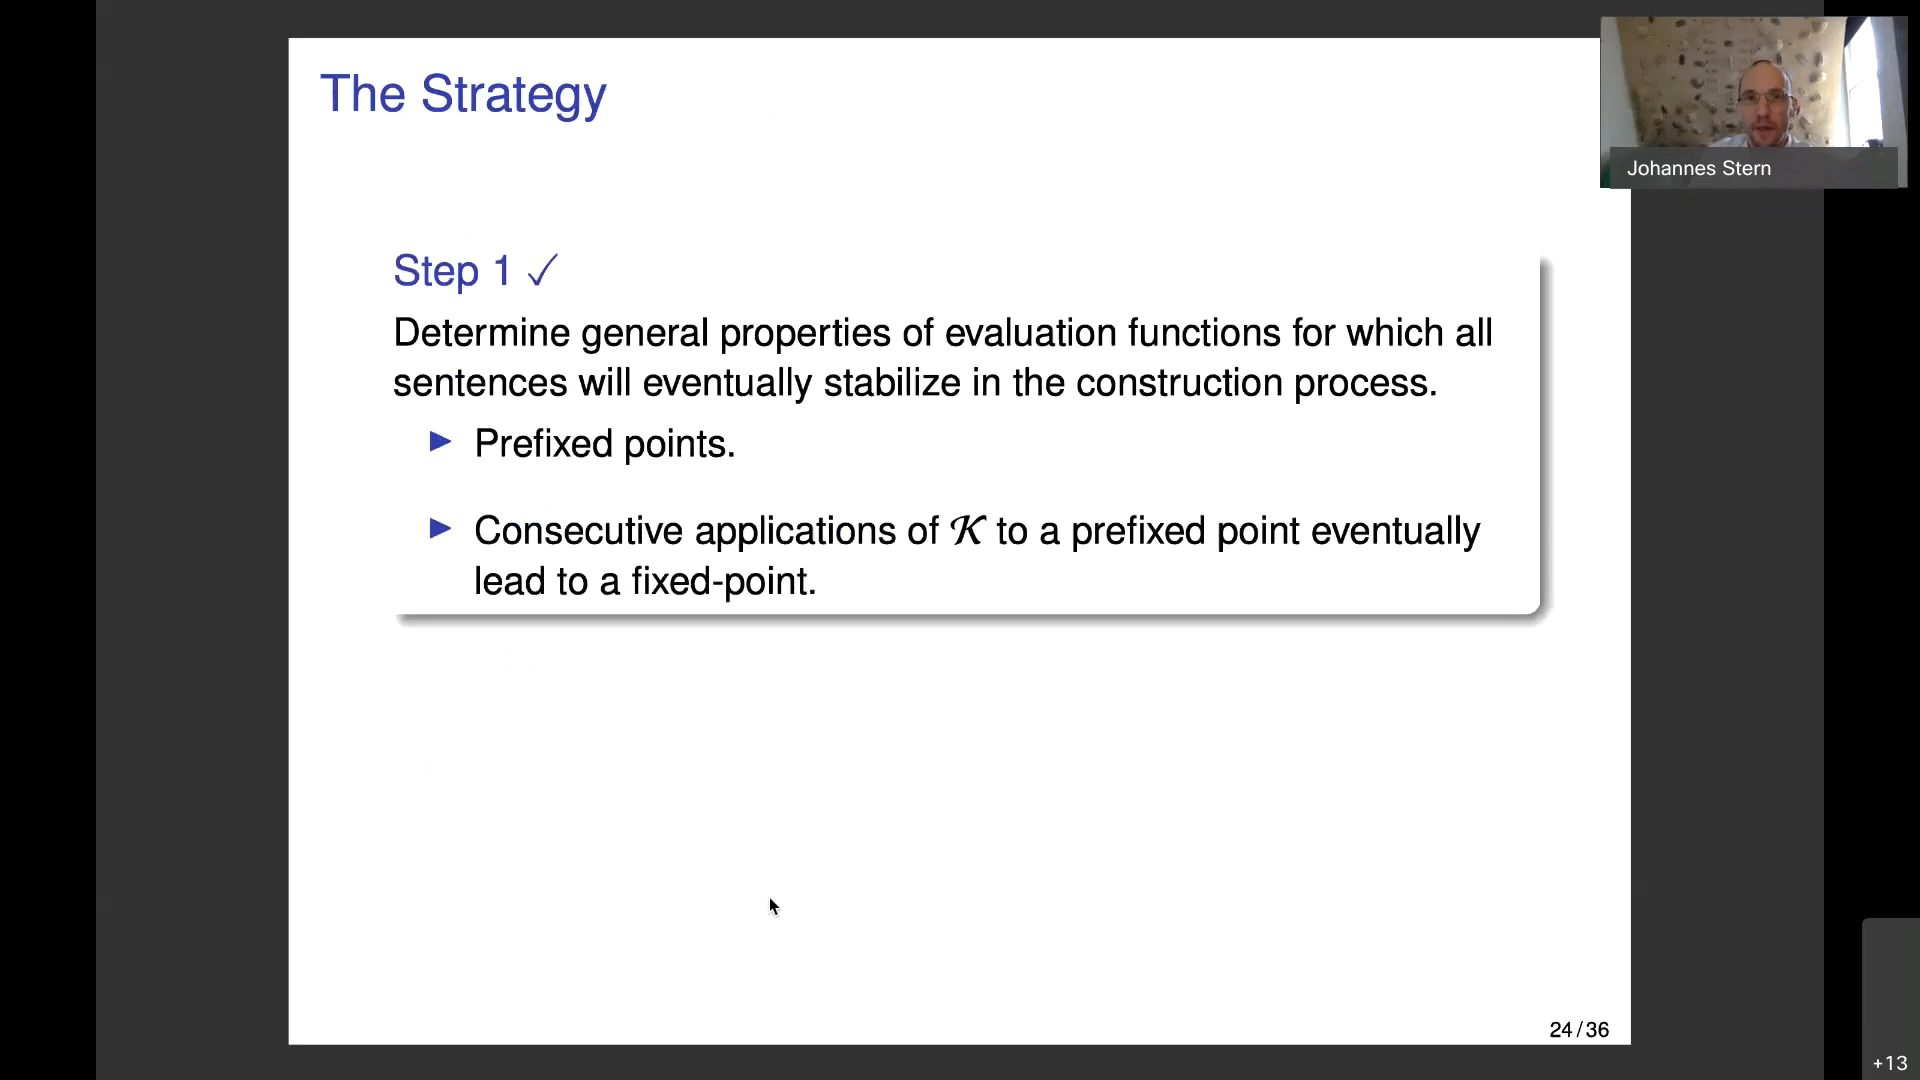 The Strategy
Johannes Stern
Step 1 ✓
Determine general properties of evaluation functions for which all
sentences will eventually stabilize in the construction process.
▶ Prefixed points.
▶ Consecutive applications of 𝒦 to a prefixed point eventually
lead to a fixed-point.
24/36
+13